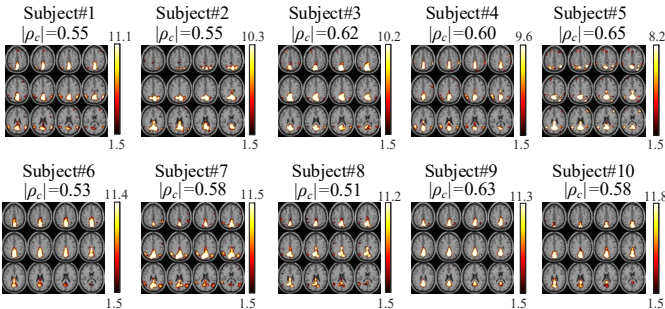 Subject#1 Subject#2 Subject#3 Subject#4 Subject#5
|ρc|=0.55 |ρc|=0.55 |ρc|=0.62 |ρc|=0.60 |ρc|=0.65
11.1 10.3 10.2 9.6 8.2
1.5 1.5 1.5 1.5 1.5
Subject#6 Subject#7 Subject#8 Subject#9 Subject#10
|ρc|=0.53 |ρc|=0.58 |ρc|=0.51 |ρc|=0.63 |ρc|=0.58
11.4 11.5 11.2 11.3 11.8
1.5 1.5 1.5 1.5 1.5